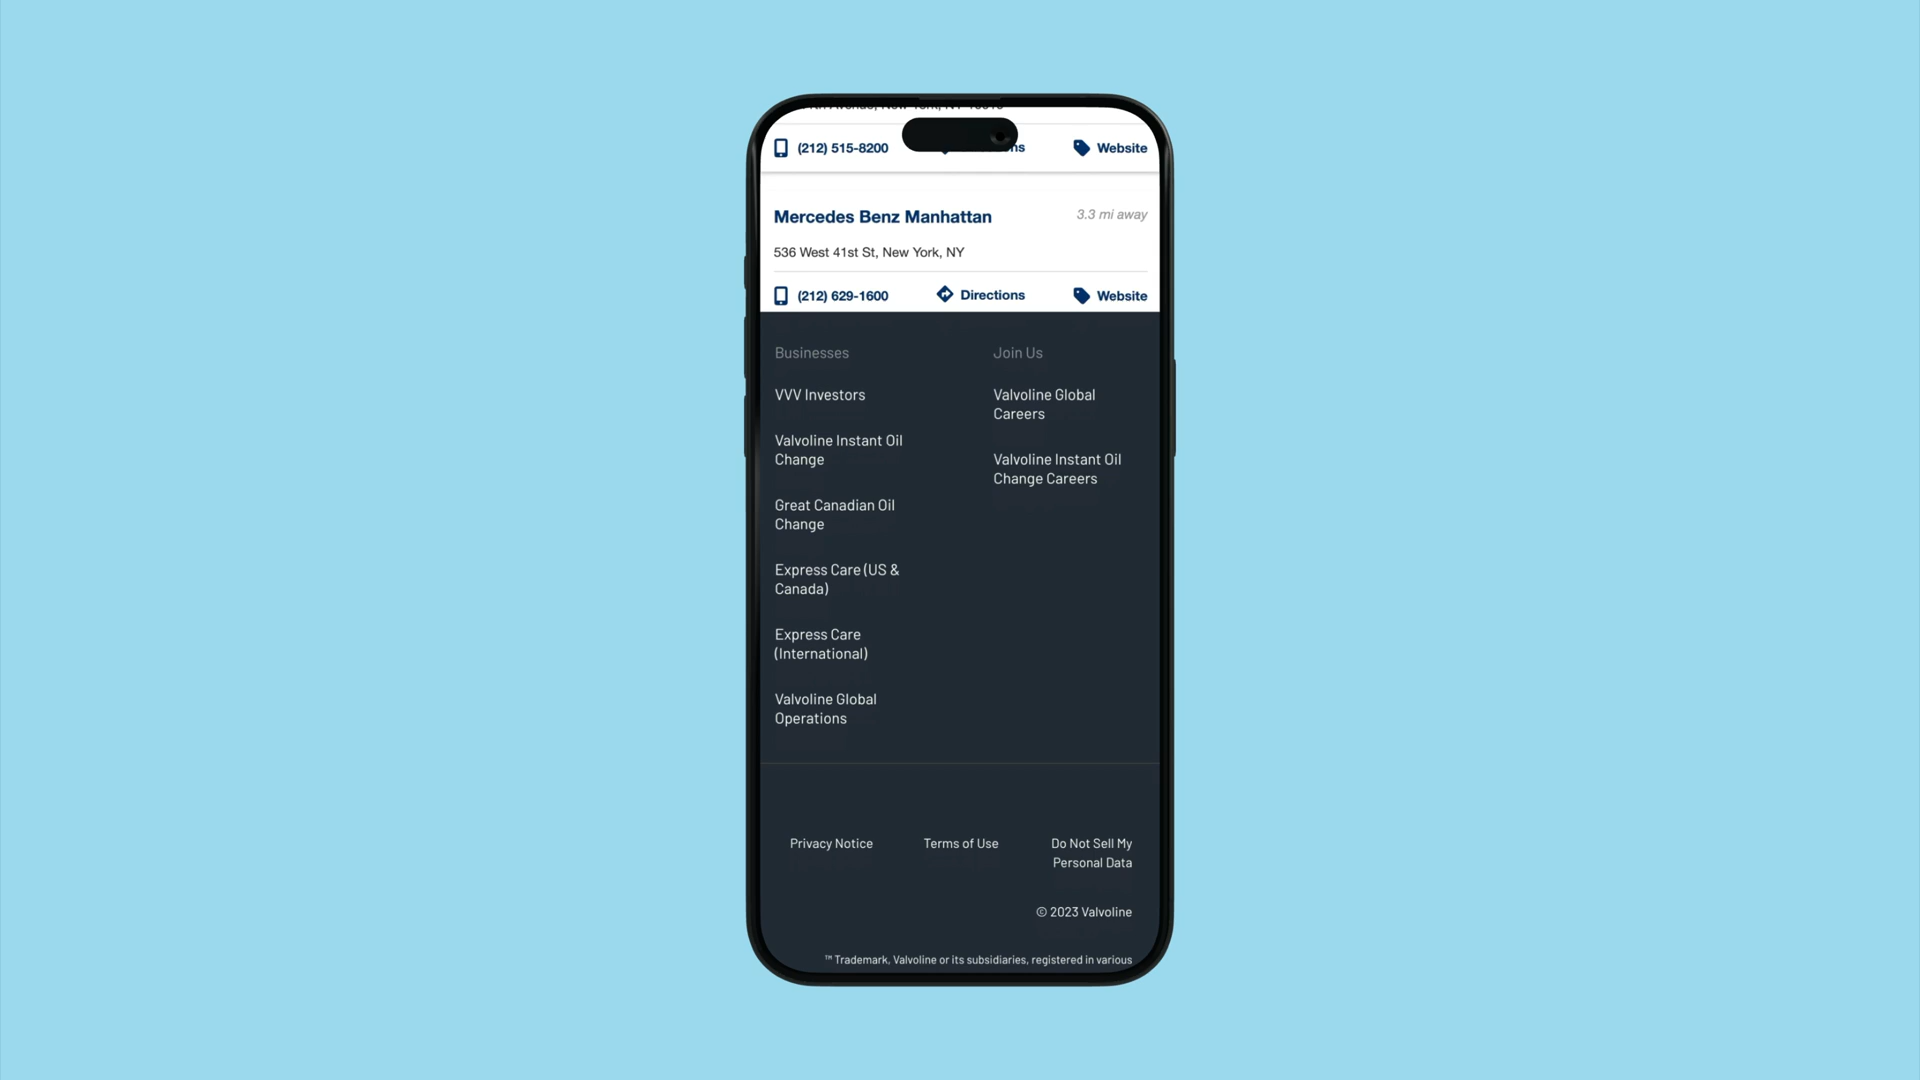 (212) 515-8200
Website
Mercedes Benz Manhattan
3.3 mi away
536 West 41st St, New York, NY
(212) 629-1600
Directions
Website
Businesses
Join Us
VVV Investors
Valvoline Global
Careers
Valvoline Instant Oil
Change
Valvoline Instant Oil
Change Careers
Great Canadian Oil
Change
Express Care (US &
Canada)
Express Care
(International)
Valvoline Global
Operations
Privacy Notice
Terms of Use
Do Not Sell My
Personal Data
© 2023 Valvoline
™ Trademark, Valvoline or its subsidiaries, registered in various